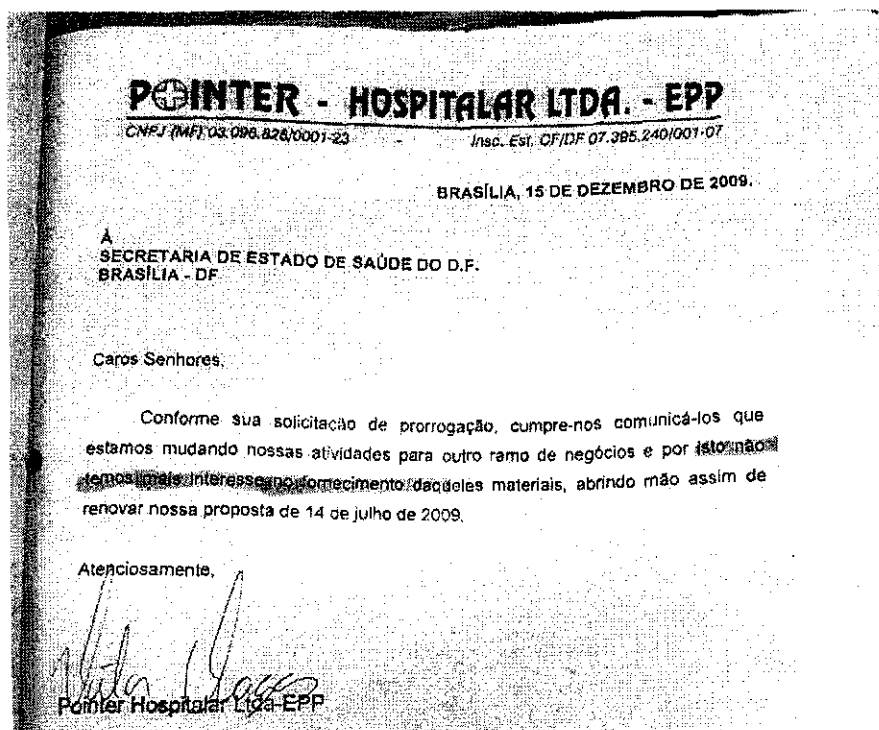 POINTER - HOSPITALAR LTDA. - EPP
CNPJ (MF) 03.096.828/0001-23 - Insc. Est. CF/DF 07.395.240/001-07
BRASÍLIA, 15 DE DEZEMBRO DE 2009.
À
SECRETARIA DE ESTADO DE SAÚDE DO D.F.
BRASÍLIA - DF
Caros Senhores,
Conforme sua solicitação de prorrogação, cumpre-nos comunicá-los que
estamos mudando nossas atividades para outro ramo de negócios e por isto não
temos mais interesse no fornecimento daqueles materiais, abrindo mão assim de
renovar nossa proposta de 14 de julho de 2009.
Atenciosamente,
Pointer Hospitalar Ltda-EPP